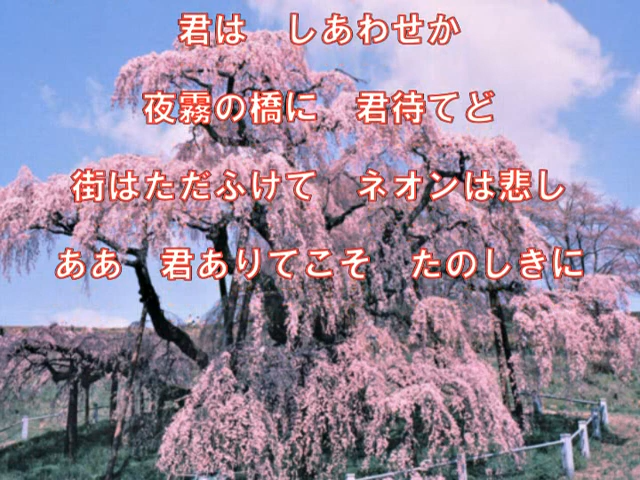 君は　しあわせか
夜霧の橋に　君待てど
街はただふけて　ネオンは悲し
ああ　君ありてこそ　たのしきに